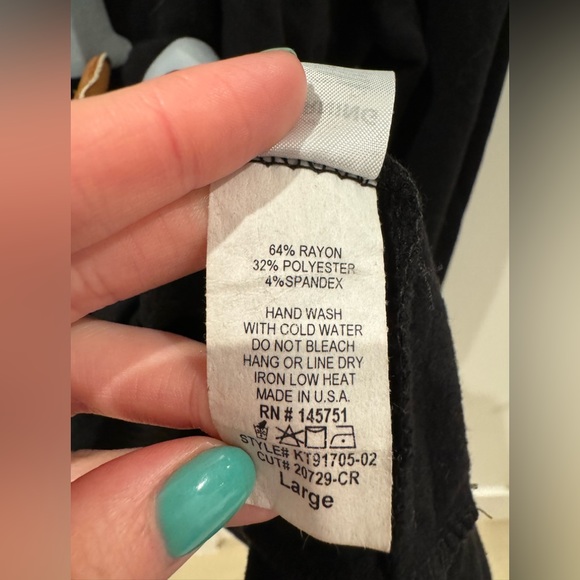 64% RAYON
32% POLYESTER
4%SPANDEX
HAND WASH
WITH COLD WATER
DO NOT BLEACH
HANG OR LINE DRY
IRON LOW HEAT
MADE IN U.S.A.
RN # 145751
STYLE# KT91705-02
CUT# 20729-CR
Large